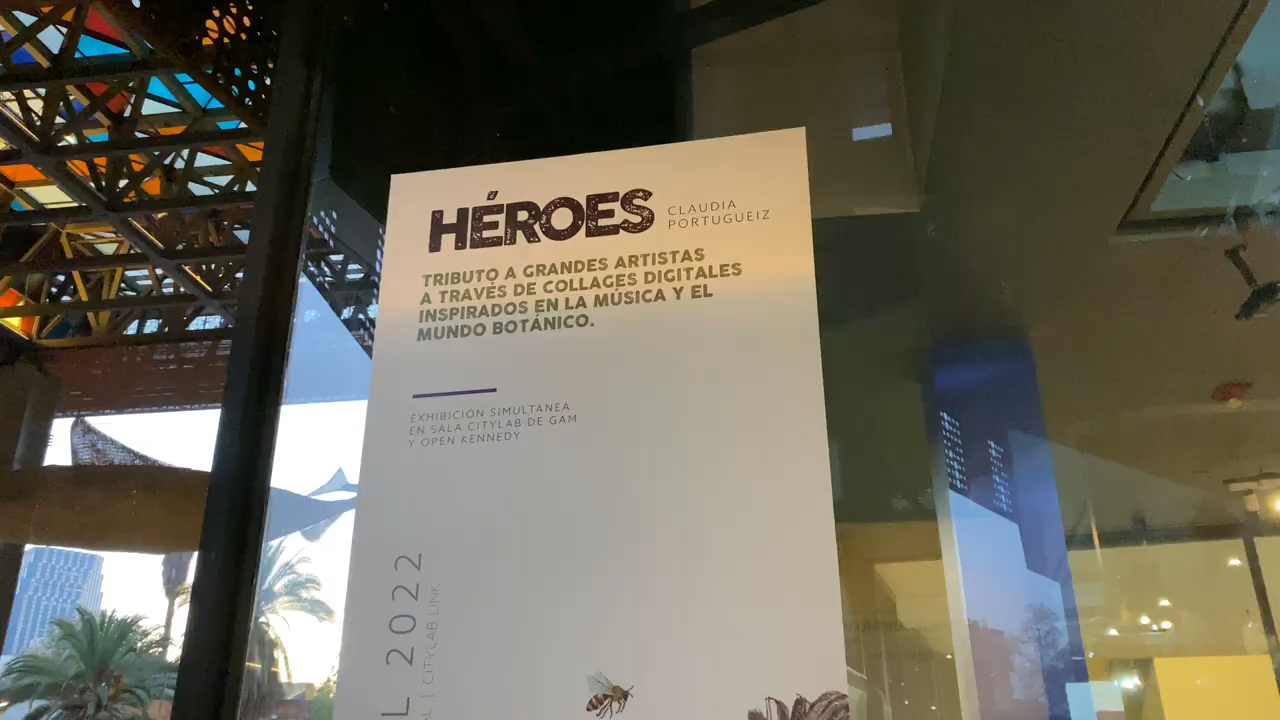 HÉROES
CLAUDIA
PORTUGUEIZ
TRIBUTO A GRANDES ARTISTAS
A TRAVÉS DE COLLAGES DIGITALES
INSPIRADOS EN LA MÚSICA Y EL
MUNDO BOTÁNICO.
EXHIBICIÓN SIMULTANEA
EN SALA CITYLAB DE GAM
Y OPEN KENNEDY
2022
| CITYLAB LINK